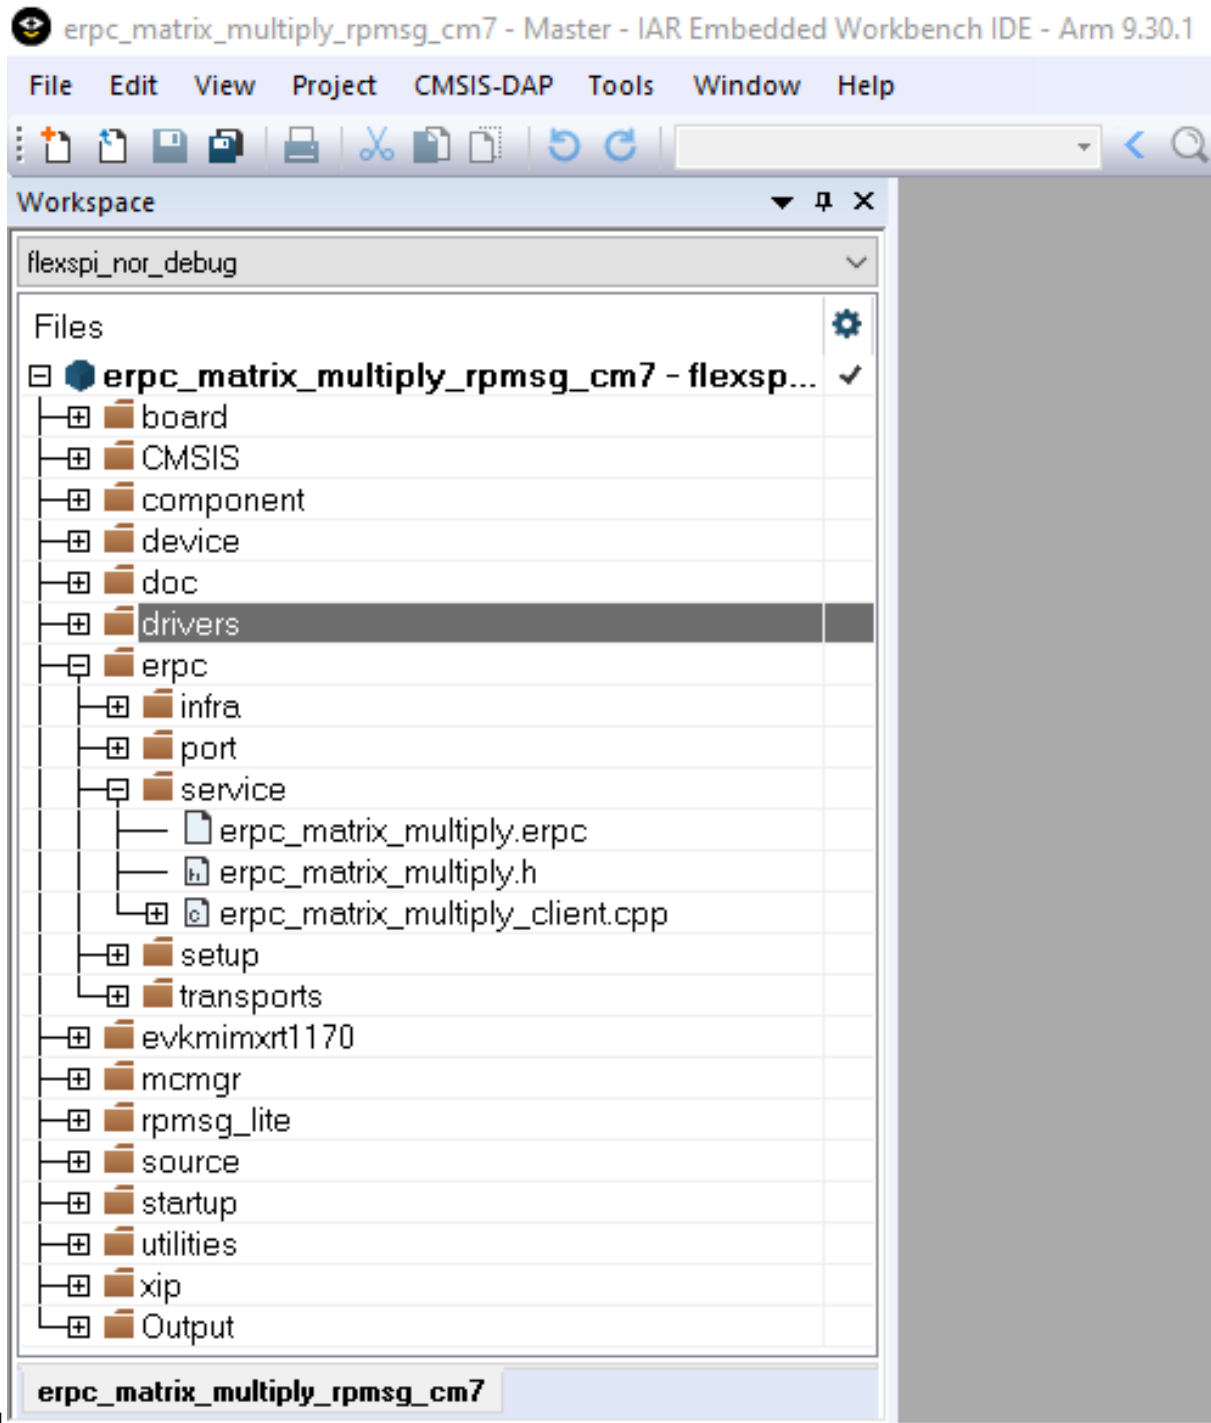 erpc_matrix_multiply_rpmsg_cm7 - Master - IAR Embedded Workbench IDE - Arm 9.30.1
File Edit View Project CMSIS-DAP Tools Window Help
Workspace
flexspi_nor_debug
Files
erpc_matrix_multiply_rpmsg_cm7 - flexsp...
board
CMSIS
component
device
doc
drivers
erpc
infra
port
service
erpc_matrix_multiply.erpc
erpc_matrix_multiply.h
erpc_matrix_multiply_client.cpp
setup
transports
evkmimxrt1170
mcmgr
rpmsg_lite
source
startup
utilities
xip
Output
erpc_matrix_multiply_rpmsg_cm7